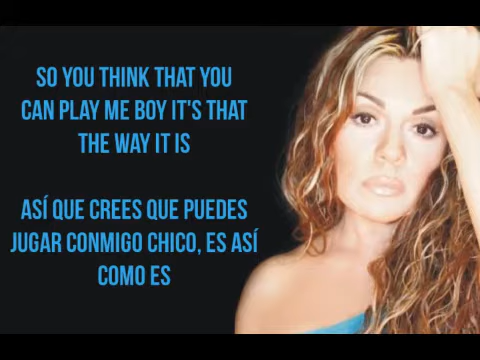 SO YOU THINK THAT YOU
CAN PLAY ME BOY IT'S THAT
THE WAY IT IS
ASÍ QUE CREES QUE PUEDES
JUGAR CONMIGO CHICO, ES ASÍ
COMO ES